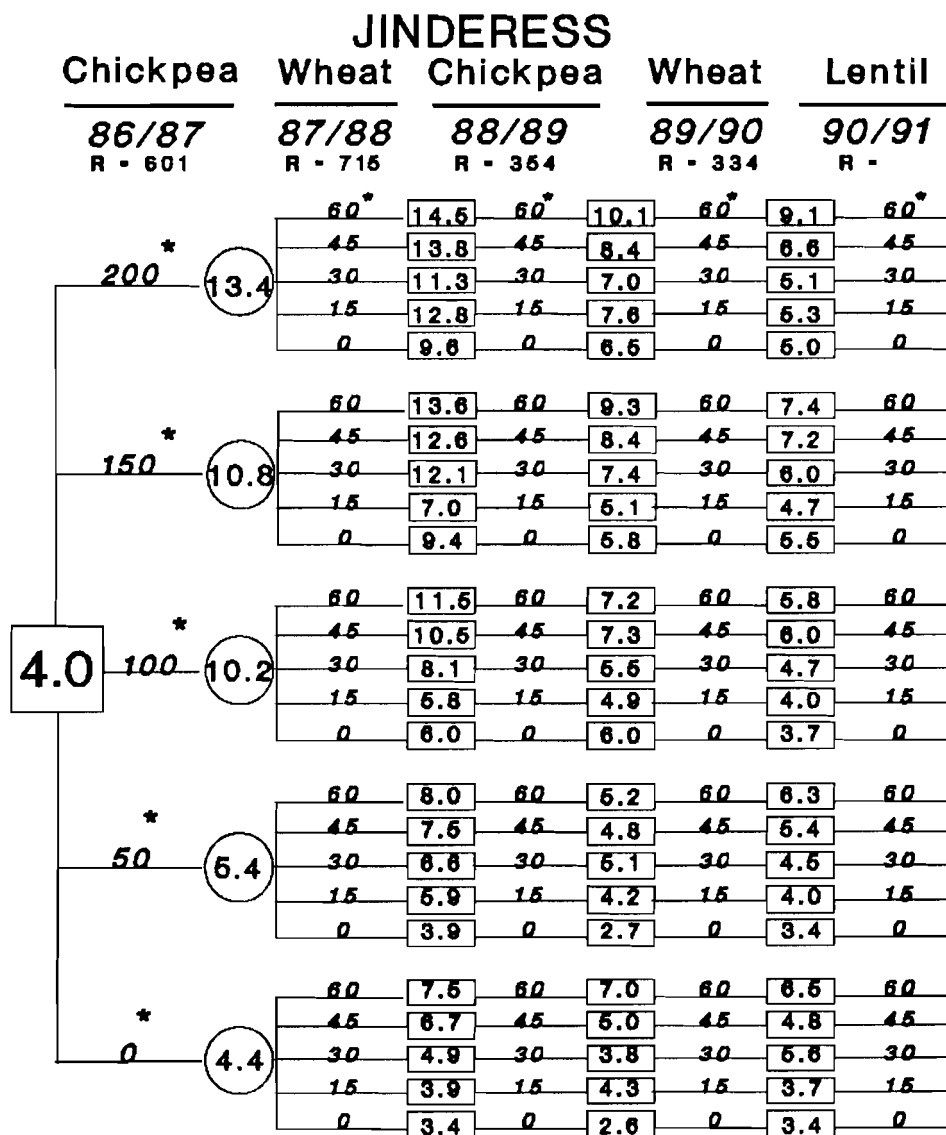 JINDERESS
Chickpea Wheat Chickpea Wheat Lentil
86/87 87/88 88/89 89/90 90/91
R - 601 R - 715 R - 354 R - 334 R -
60* 14.5 60* 10.1 60* 9.1 60*
* 45 13.8 45 8.4 45 6.6 45
200 13.4 30 11.3 30 7.0 30 5.1 30
15 12.8 15 7.6 15 5.3 15
0 9.6 0 6.5 0 5.0 0
60 13.6 60 9.3 60 7.4 60
* 45 12.6 45 8.4 45 7.2 45
150 10.8 30 12.1 30 7.4 30 6.0 30
15 7.0 15 5.1 15 4.7 15
0 9.4 0 5.8 0 5.5 0
60 11.5 60 7.2 60 5.8 60
* 45 10.5 45 7.3 45 6.0 45
4.0 100 10.2 30 8.1 30 5.5 30 4.7 30
15 5.8 15 4.9 15 4.0 15
0 6.0 0 6.0 0 3.7 0
60 8.0 60 5.2 60 6.3 60
* 45 7.5 45 4.8 45 5.4 45
50 5.4 30 6.6 30 5.1 30 4.5 30
15 5.9 15 4.2 15 4.0 15
0 3.9 0 2.7 0 3.4 0
60 7.5 60 7.0 60 6.5 60
* 45 6.7 45 5.0 45 4.8 45
0 4.4 30 4.9 30 3.8 30 5.6 30
15 3.9 15 4.3 15 3.7 15
0 3.4 0 2.6 0 3.4 0